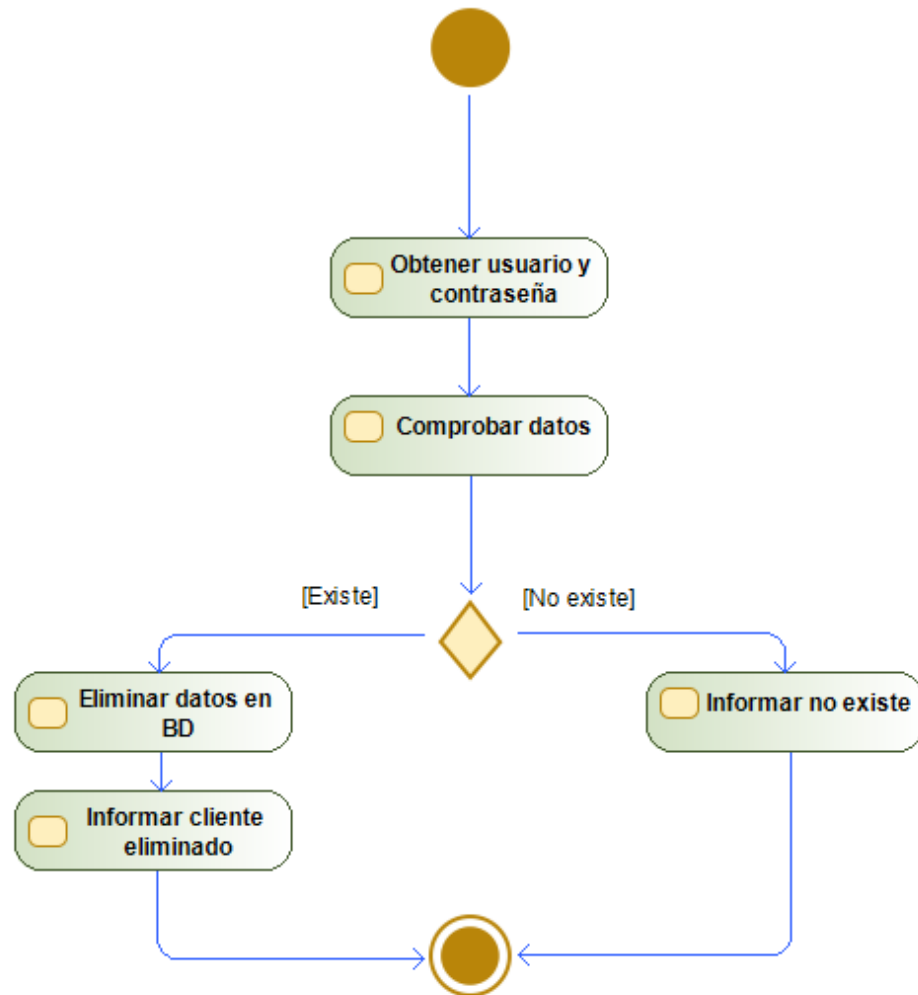 Obtener usuario y
contraseña
Comprobar datos
[Existe]
[No existe]
Eliminar datos en
BD
Informar no existe
Informar cliente
eliminado